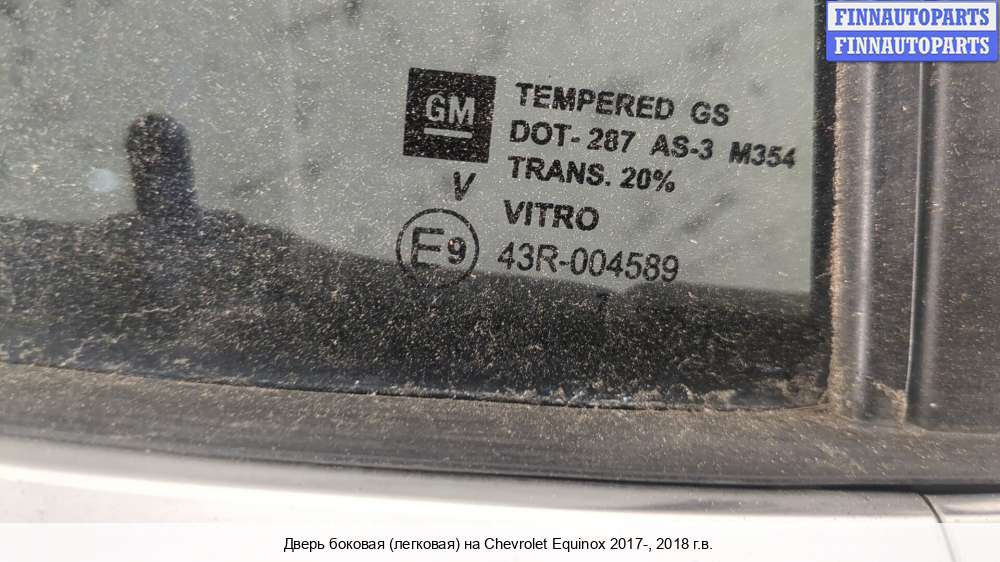 FINNAUTOPARTS
FINNAUTOPARTS
GM
TEMPERED GS
DOT-287 AS-3 M354
TRANS. 20%
V
VITRO
E9
43R-004589
Дверь боковая (легковая) на Chevrolet Equinox 2017-, 2018 г.в.